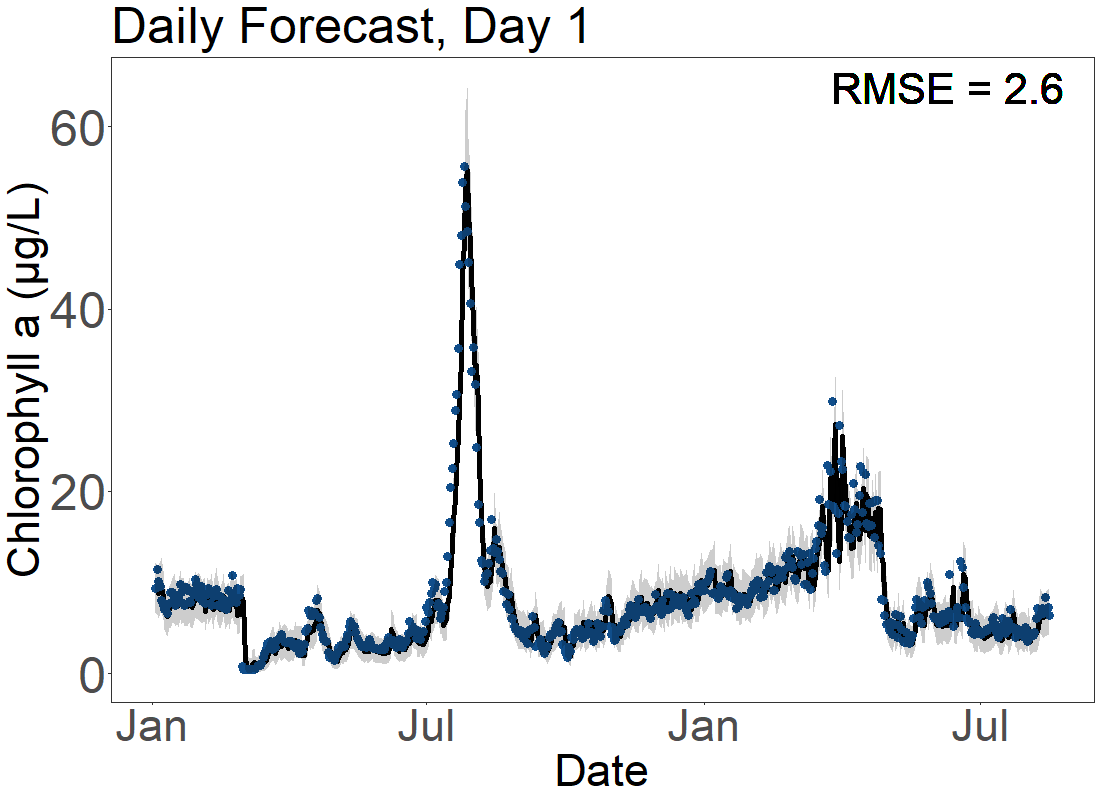 Daily Forecast, Day 1
RMSE = 2.6
Chlorophyll a (µg/L)
60
40
20
0
Jan
Jul
Jan
Jul
Date